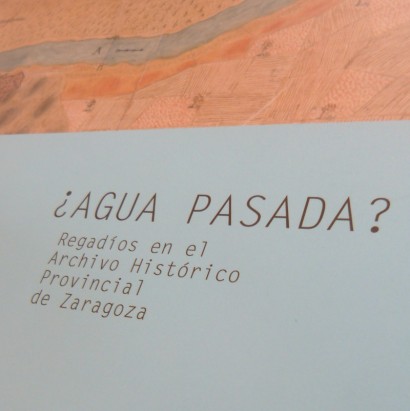 ¿AGUA PASADA?
Regadíos en el
Archivo Histórico
Provincial
de Zaragoza